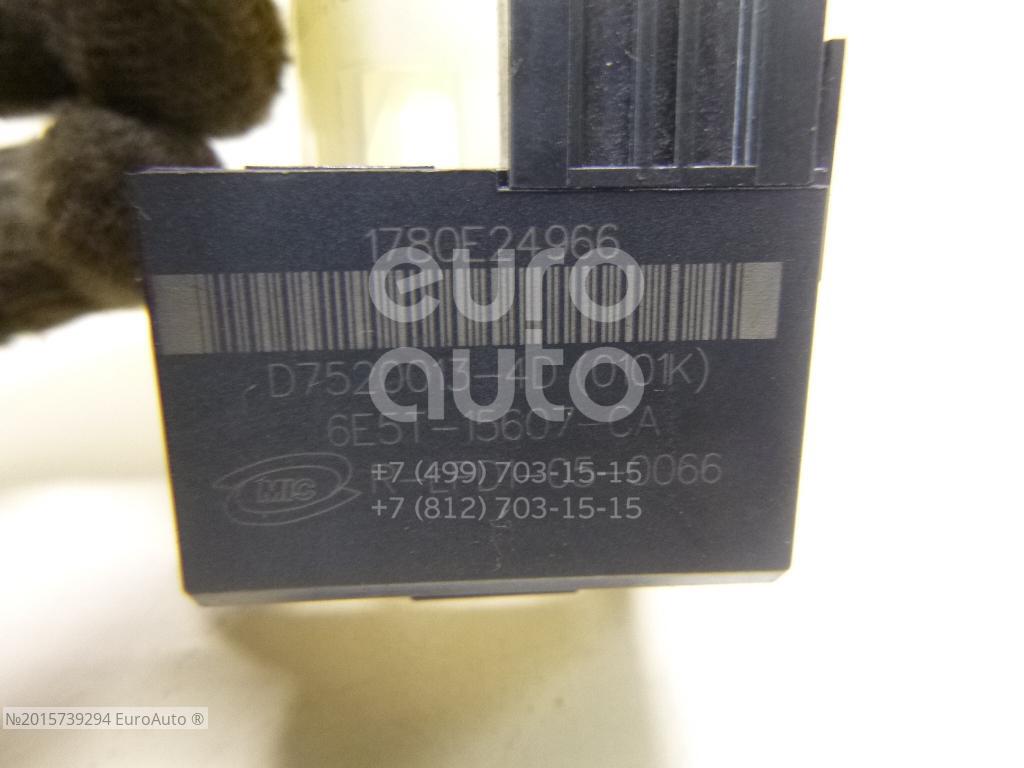 1780E24966
euro
auto
6E5T-15607-CA
MIC
0066
+7 (499) 703-15-15
+7 (812) 703-15-15
№2015739294 EuroAuto ®